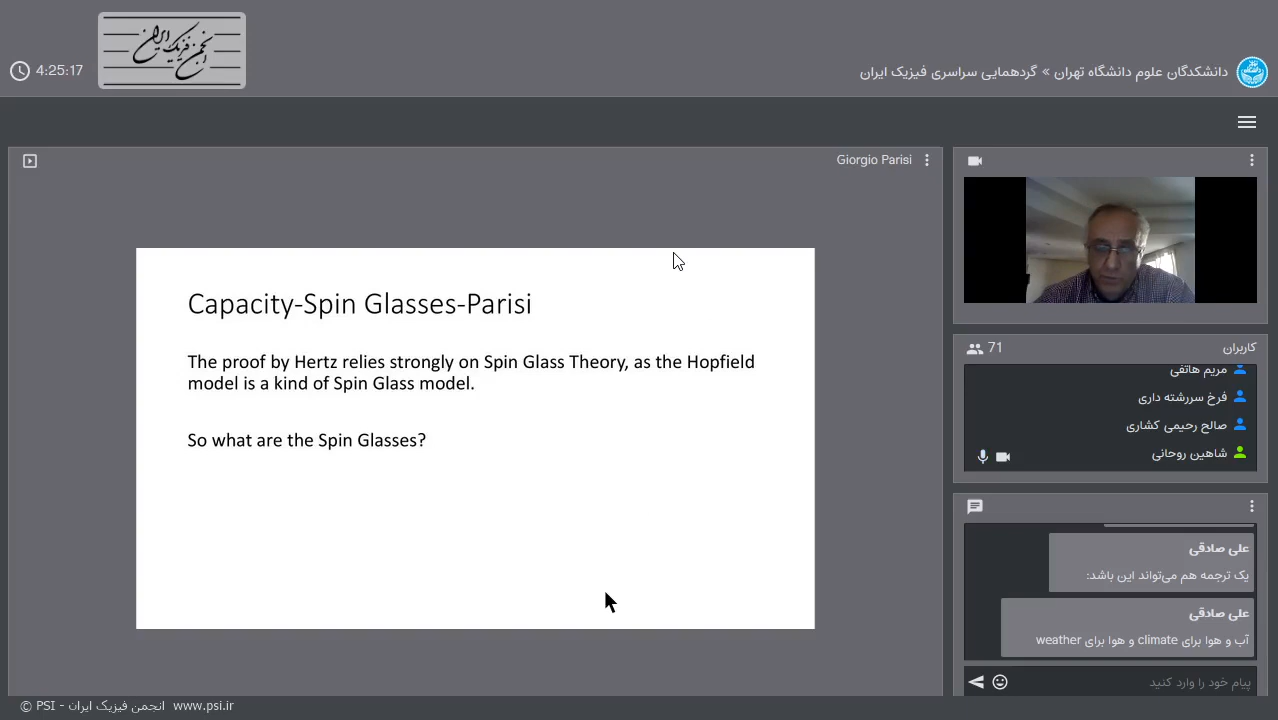 4:25:17
انجمن فیزیک ایران
دانشکدگان علوم دانشگاه تهران » گردهمایی سراسری فیزیک ایران
Giorgio Parisi
Capacity-Spin Glasses-Parisi
The proof by Hertz relies strongly on Spin Glass Theory, as the Hopfield
model is a kind of Spin Glass model.
So what are the Spin Glasses?
کاربران
71
مریم هاتفی
فرخ سررشته داری
صالح رحیمی کشاری
شاهین روحانی
علی صادقی
یک ترجمه هم می‌تواند این باشد:
علی صادقی
آب و هوا برای climate و هوا برای weather
پیام خود را وارد کنید
© PSI - انجمن فیزیک ایران www.psi.ir